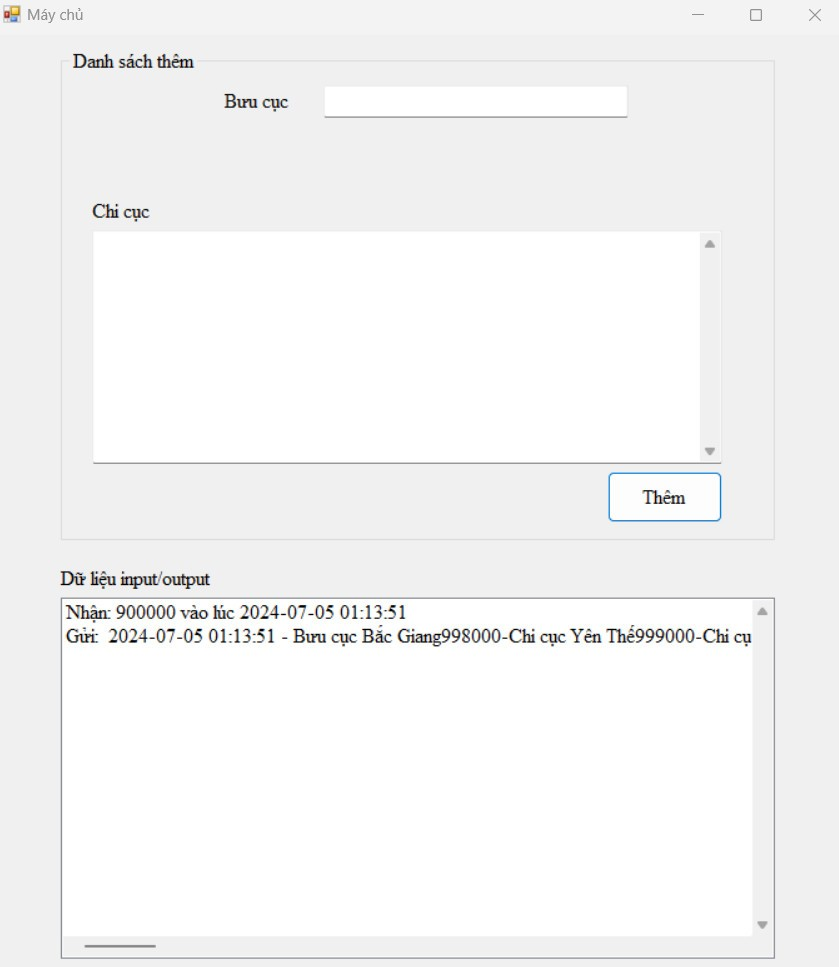 Máy chủ
Danh sách thêm
Bưu cục
Chi cục
Thêm
Dữ liệu input/output
Nhận: 900000 vào lúc 2024-07-05 01:13:51
Gửi: 2024-07-05 01:13:51 - Bưu cục Bắc Giang998000-Chi cục Yên Thế999000-Chi cụ